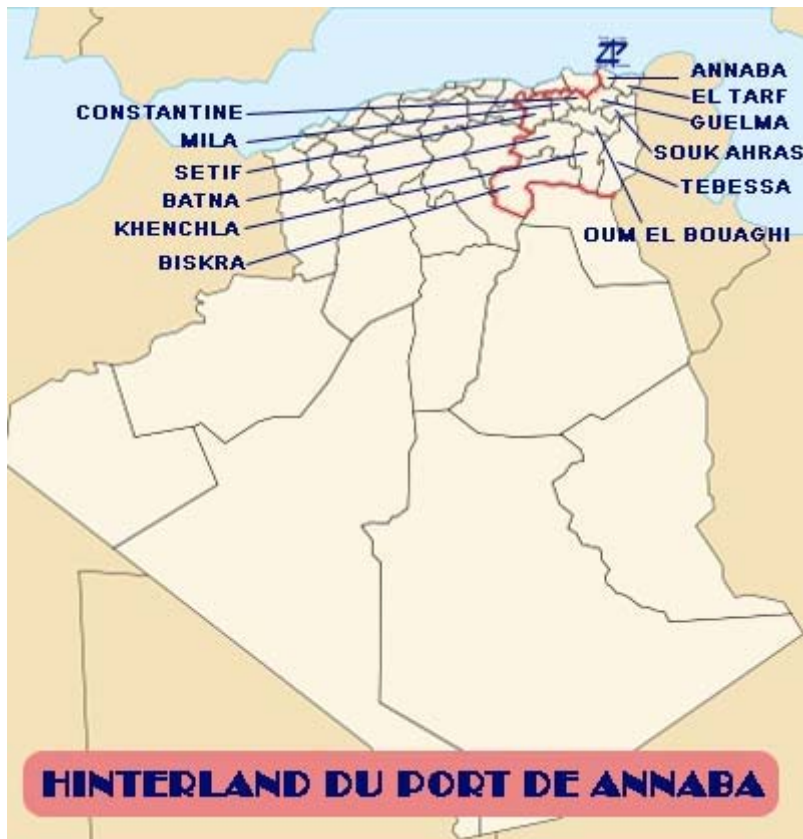 ANNABA
EL TARF
GUELMA
SOUK AHRAS
TEBESSA
OUM EL BOUAGHI
CONSTANTINE
MILA
SETIF
BATNA
KHENCHLA
BISKRA
HINTERLAND DU PORT DE ANNABA